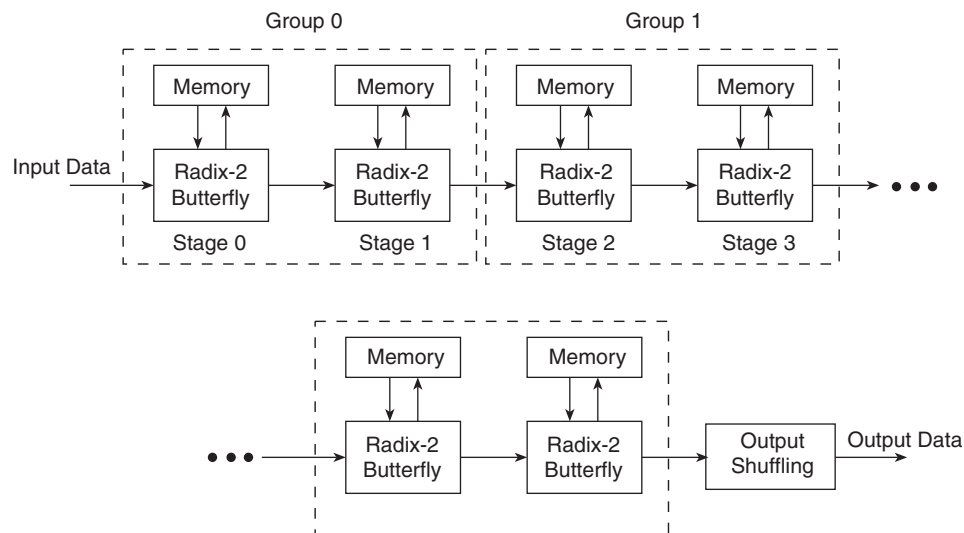 Group 0
Group 1
Memory
Memory
Memory
Memory
Input Data
Radix-2
Butterfly
Radix-2
Butterfly
Radix-2
Butterfly
Radix-2
Butterfly
Stage 0
Stage 1
Stage 2
Stage 3
Memory
Memory
Radix-2
Butterfly
Radix-2
Butterfly
Output
Shuffling
Output Data